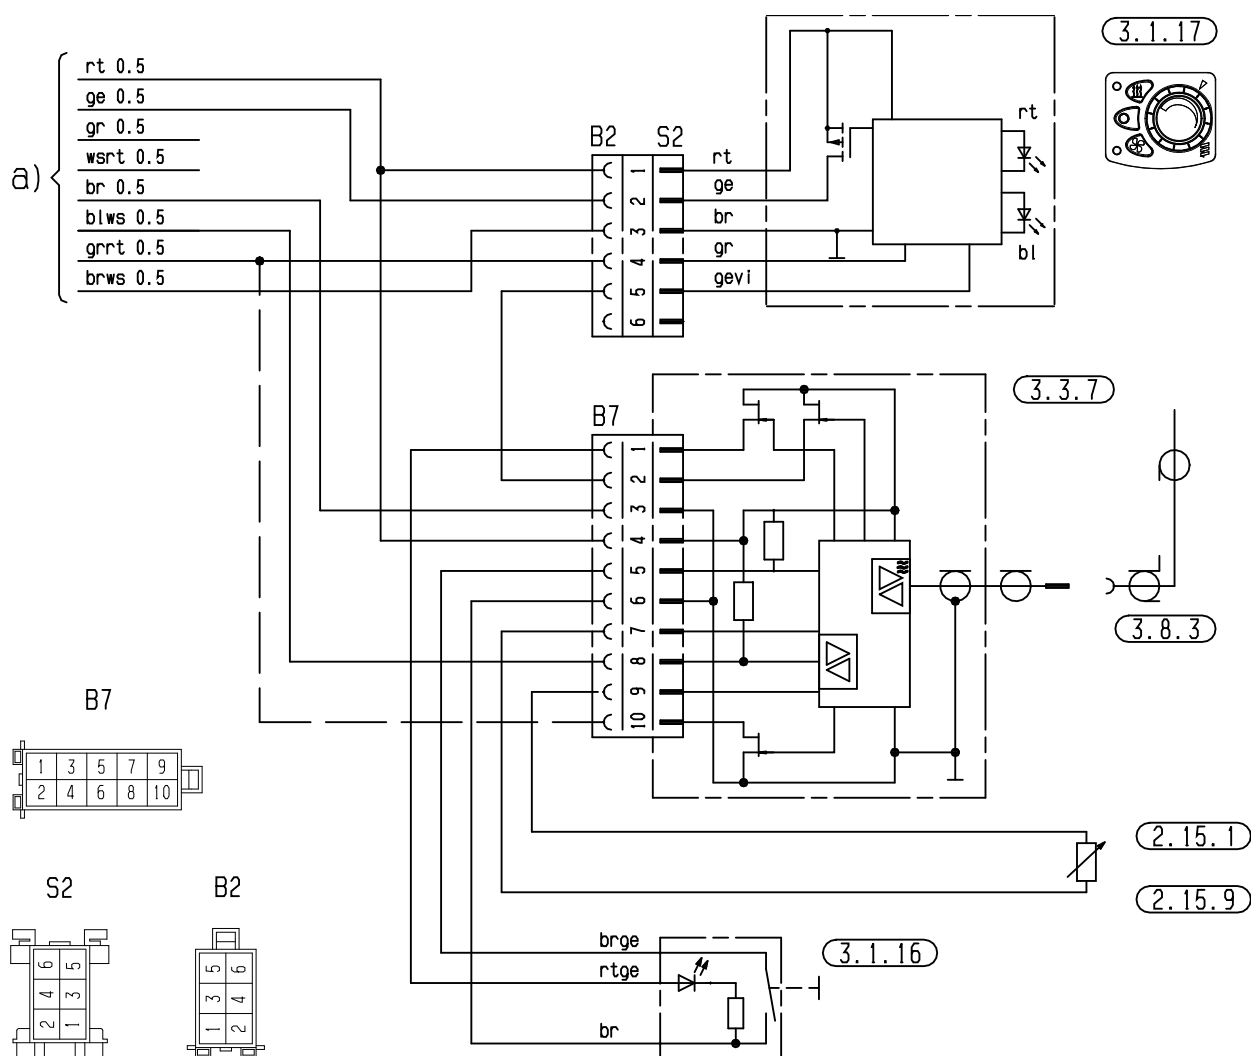 3.1.17
a)
rt 0.5
ge 0.5
gr 0.5
wsrt 0.5
br 0.5
blws 0.5
grrt 0.5
brws 0.5
B2 S2
1
2
3
4
5
6
rt
ge
br
gr
gevi
rt
bl
B7
1
2
3
4
5
6
7
8
9
10
3.3.7
3.8.3
B7
1 3 5 7 9
2 4 6 8 10
2.15.1
2.15.9
S2
6 5
4 3
2 1
B2
5 6
3 4
1 2
brge
rtge
br
3.1.16